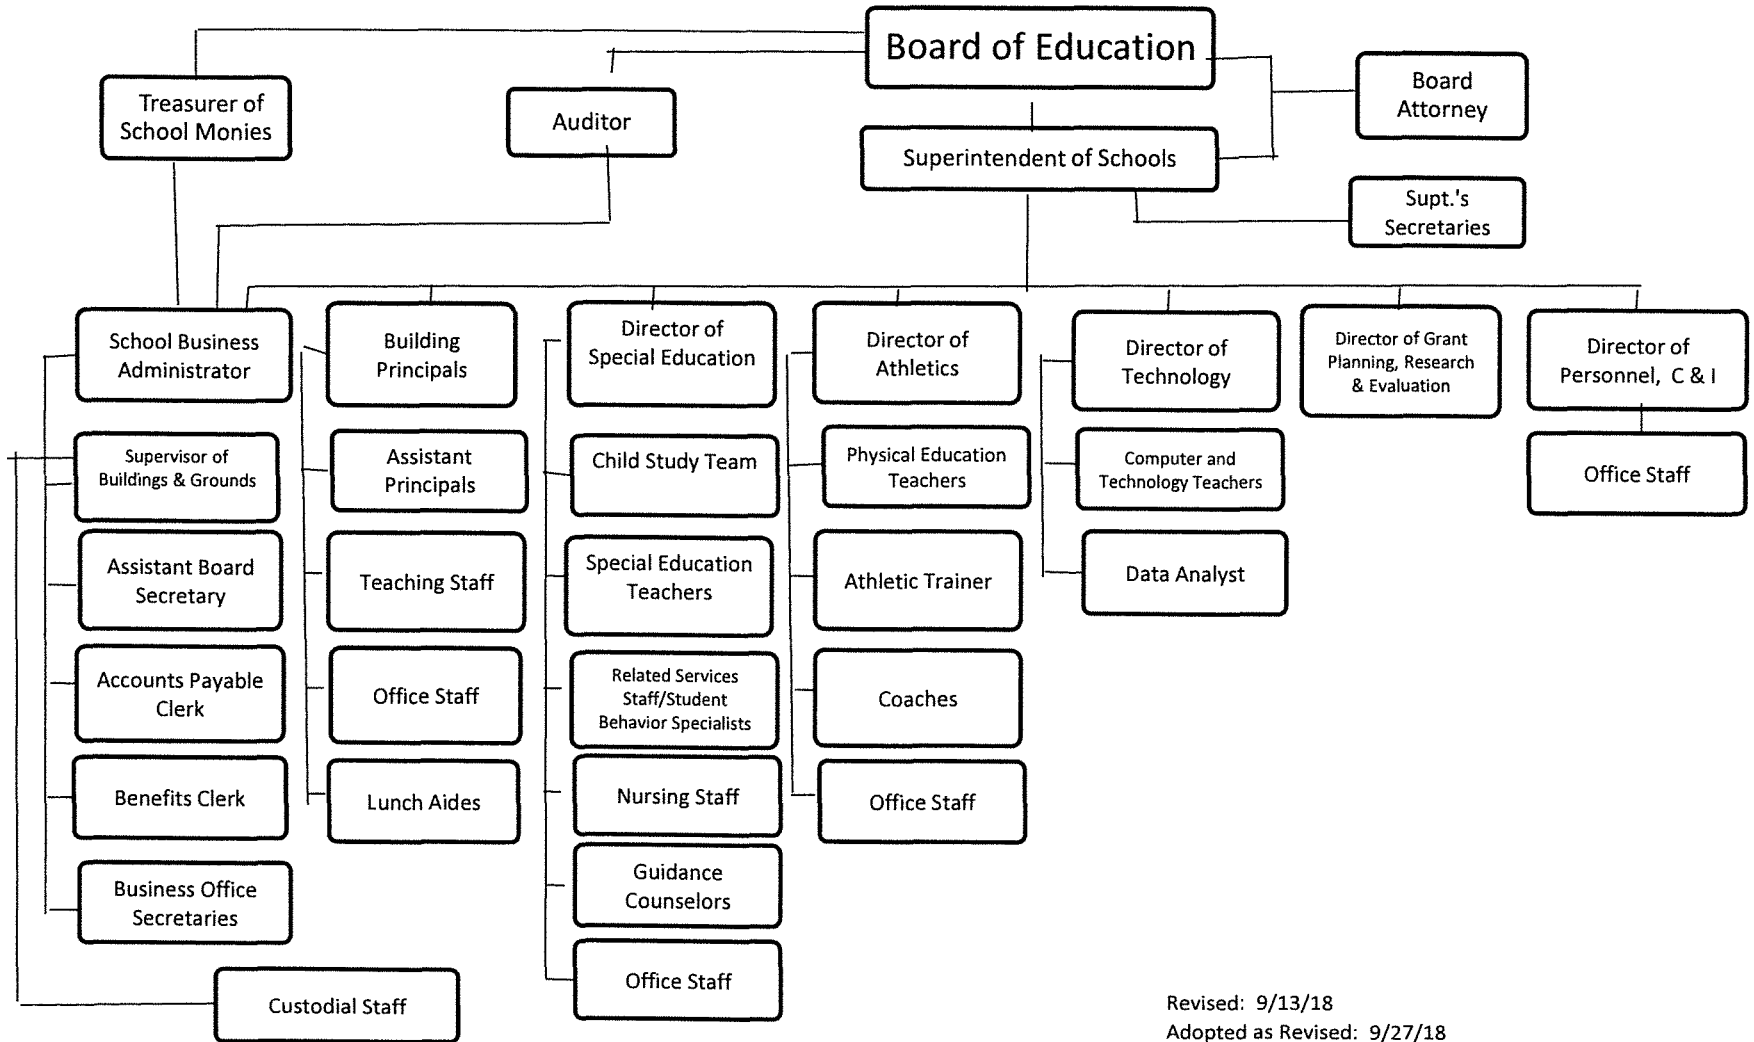 Board of Education
Treasurer of
School Monies
Auditor
Board
Attorney
Superintendent of Schools
Supt.'s
Secretaries
School Business
Administrator
Building
Principals
Director of
Special Education
Director of
Athletics
Director of
Technology
Director of Grant
Planning, Research
& Evaluation
Director of
Personnel, C & I
Supervisor of
Buildings & Grounds
Assistant
Principals
Child Study Team
Physical Education
Teachers
Computer and
Technology Teachers
Office Staff
Assistant Board
Secretary
Teaching Staff
Special Education
Teachers
Athletic Trainer
Data Analyst
Accounts Payable
Clerk
Office Staff
Related Services
Staff/Student
Behavior Specialists
Coaches
Benefits Clerk
Lunch Aides
Nursing Staff
Office Staff
Business Office
Secretaries
Guidance
Counselors
Office Staff
Custodial Staff
Revised: 9/13/18
Adopted as Revised: 9/27/18